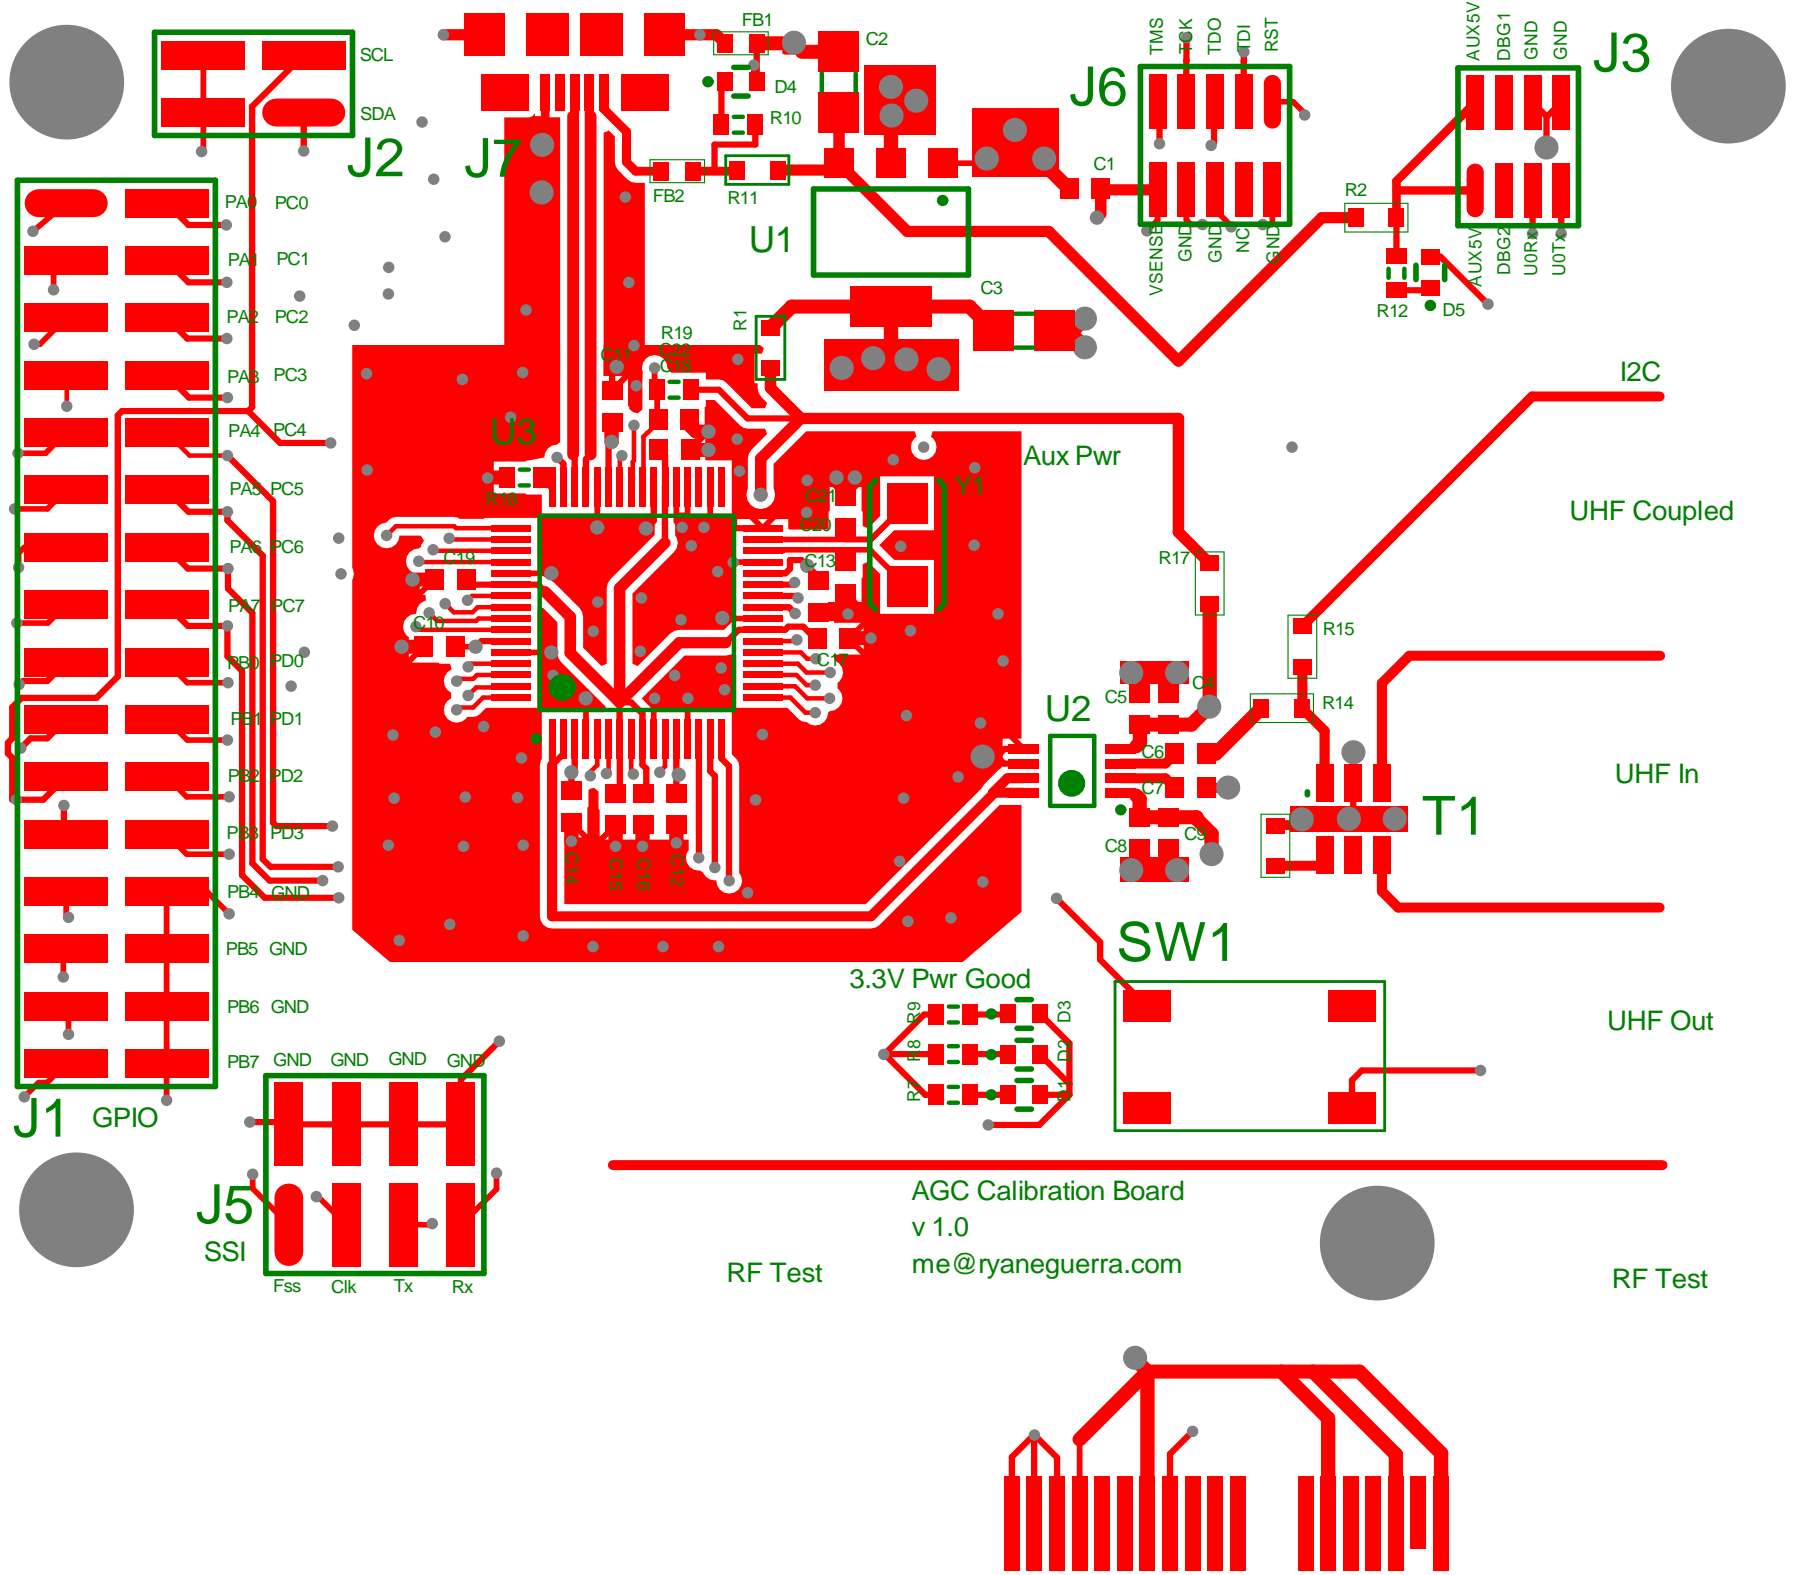 SCL
SDA
J2
J7
FB1
C2
D4
R10
FB2
R11
U1
C1
J6
TMS
TCK
TDO
TDI
RST
VSENSE
GND
GND
NC
GND
J3
AUX5V
DBG1
GND
GND
AUX5V
DBG2
U0Rx
U0Tx
R2
R12
D5
PA0 PC0
PA1 PC1
PA2 PC2
PA3 PC3
PA4 PC4
PA5 PC5
PA6 PC6
PA7 PC7
PB0 PD0
PB1 PD1
PB2 PD2
PB3 PD3
PB4 GND
PB5 GND
PB6 GND
PB7 GND GND GND GND
J1
GPIO
C3
R1
R19
C22
C18
C11
U3
R18
C19
C10
C21
C20
C13
C17
Y1
C14
C15
C16
C12
Aux Pwr
I2C
UHF Coupled
R17
R15
R14
U2
C5
C4
C6
C7
C8
C9
T1
UHF In
SW1
UHF Out
3.3V Pwr Good
R9
R8
R7
D3
D2
D1
J5
SSI
Fss
Clk
Tx
Rx
AGC Calibration Board
v 1.0
me@ryaneguerra.com
RF Test
RF Test